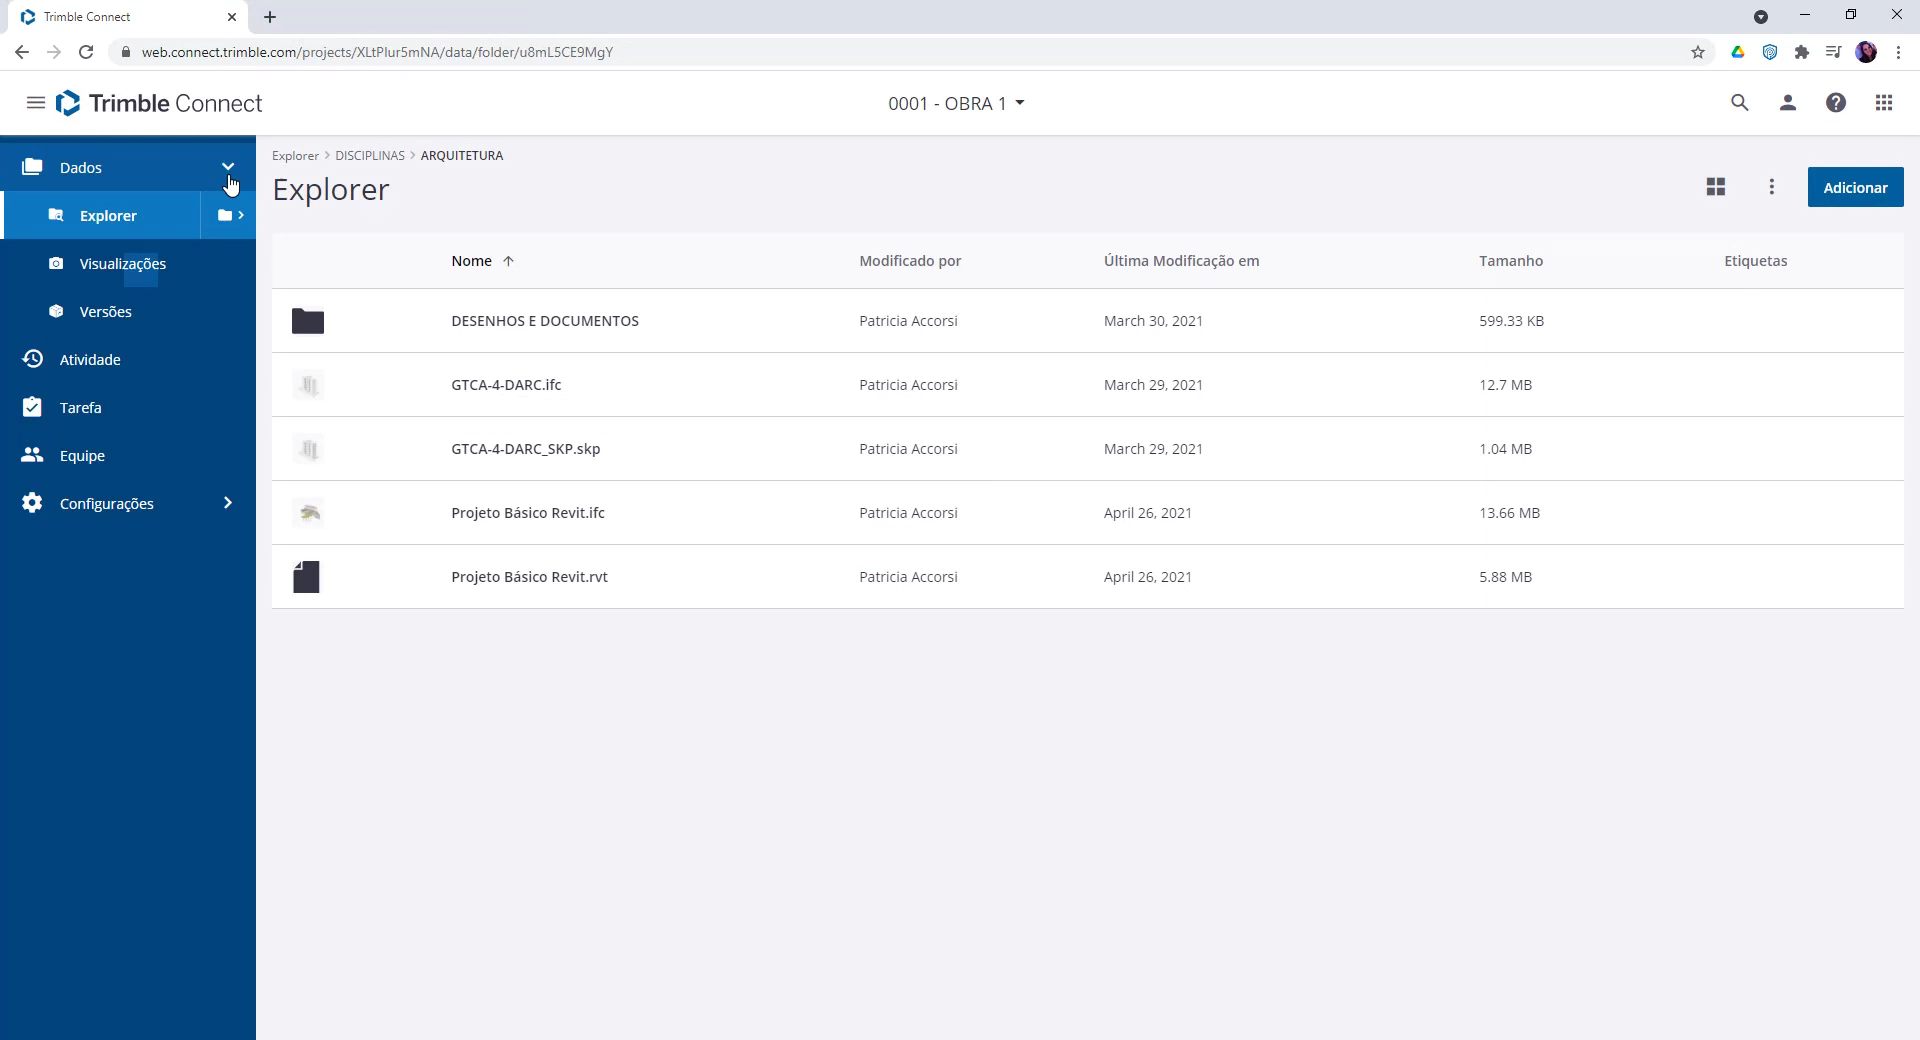 Trimble Connect
web.connect.trimble.com/projects/XLtPIur5mNA/data/folder/u8mL5CE9MgY
Trimble Connect
0001 - OBRA 1
Dados
Explorer
Visualizações
Versões
Atividade
Tarefa
Equipe
Configurações
Explorer > DISCIPLINAS > ARQUITETURA
Explorer
Adicionar
Nome Modificado por Última Modificação em Tamanho Etiquetas
DESENHOS E DOCUMENTOS Patricia Accorsi March 30, 2021 599.33 KB
GTCA-4-DARC.ifc Patricia Accorsi March 29, 2021 12.7 MB
GTCA-4-DARC_SKP.skp Patricia Accorsi March 29, 2021 1.04 MB
Projeto Básico Revit.ifc Patricia Accorsi April 26, 2021 13.66 MB
Projeto Básico Revit.rvt Patricia Accorsi April 26, 2021 5.88 MB